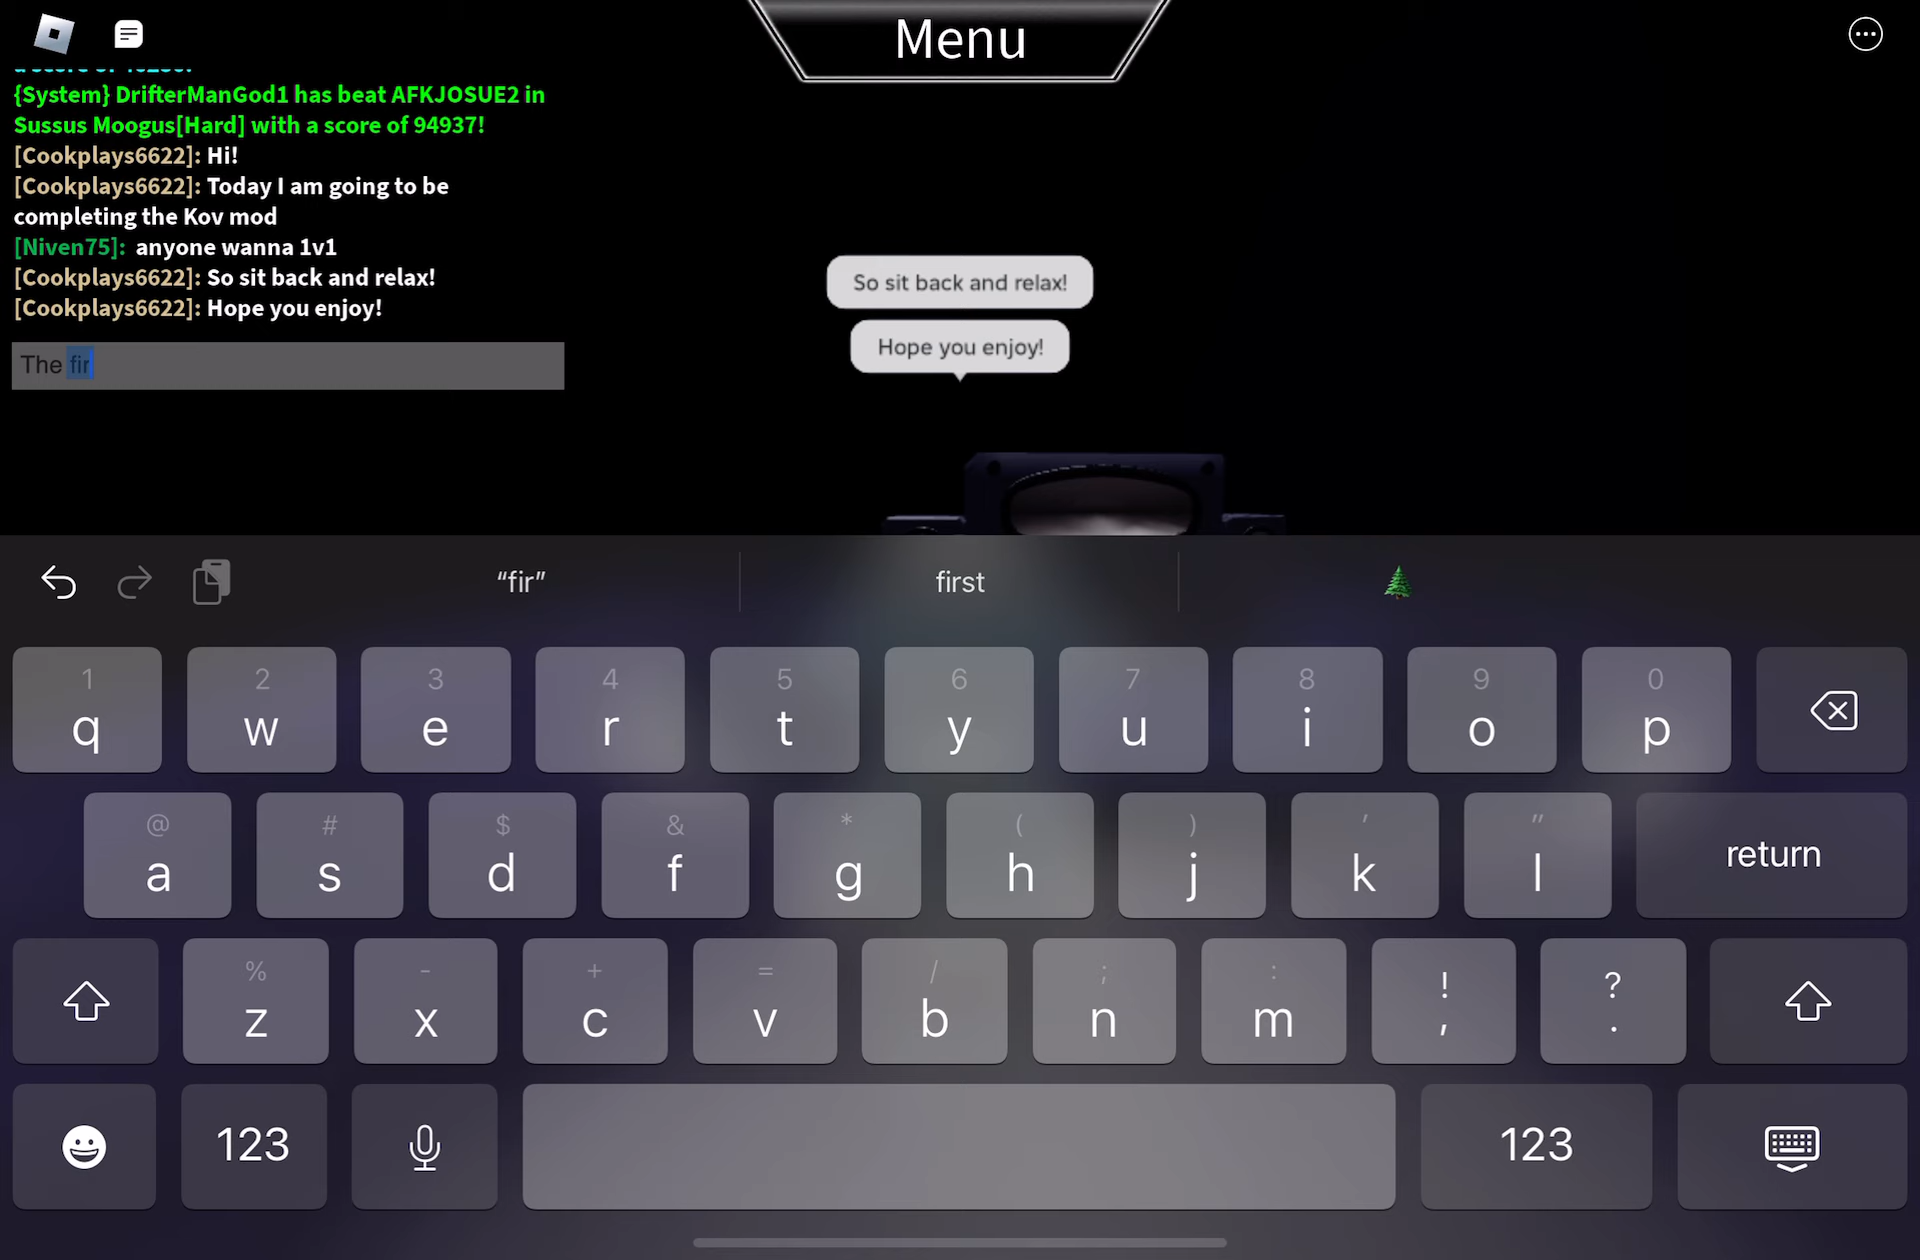 Menu
{System} DrifterManGod1 has beat AFKJOSUE2 in
Sussus Moogus[Hard] with a score of 94937!
[Cookplays6622]: Hi!
[Cookplays6622]: Today I am going to be
completing the Kov mod
[Niven75]: anyone wanna 1v1
[Cookplays6622]: So sit back and relax!
[Cookplays6622]: Hope you enjoy!
So sit back and relax!
Hope you enjoy!
The fir
“fir” first
1 2 3 4 5 6 7 8 9 0
q w e r t y u i o p
@ # $ & * ( ) ' "
a s d f g h j k l return
% - + = / ; : ! ?
z x c v b n m , .
123 123